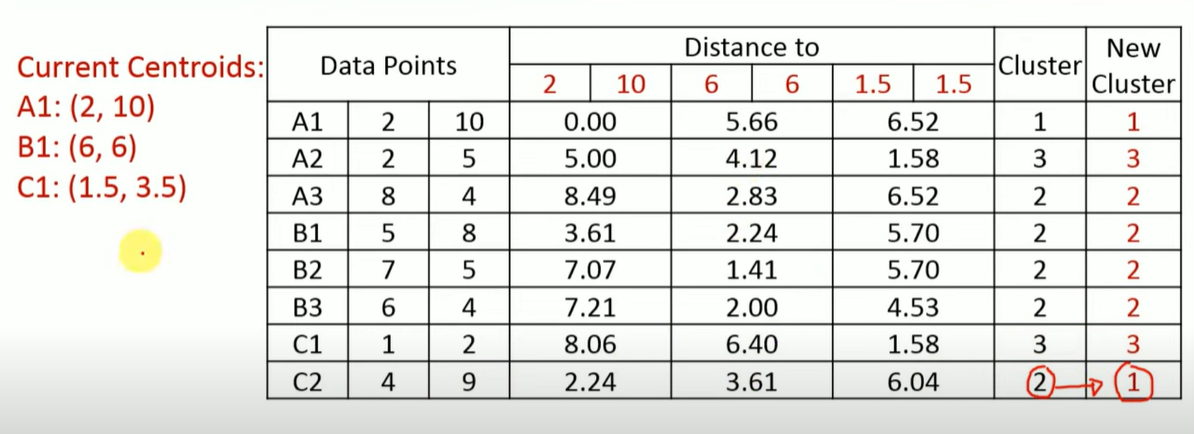 Current Centroids:
A1: (2, 10)
B1: (6, 6)
C1: (1.5, 3.5)
Data Points Distance to Cluster New Cluster
2 10 6 6 1.5 1.5
A1 2 10 0.00 5.66 6.52 1 1
A2 2 5 5.00 4.12 1.58 3 3
A3 8 4 8.49 2.83 6.52 2 2
B1 5 8 3.61 2.24 5.70 2 2
B2 7 5 7.07 1.41 5.70 2 2
B3 6 4 7.21 2.00 4.53 2 2
C1 1 2 8.06 6.40 1.58 3 3
C2 4 9 2.24 3.61 6.04 2 1